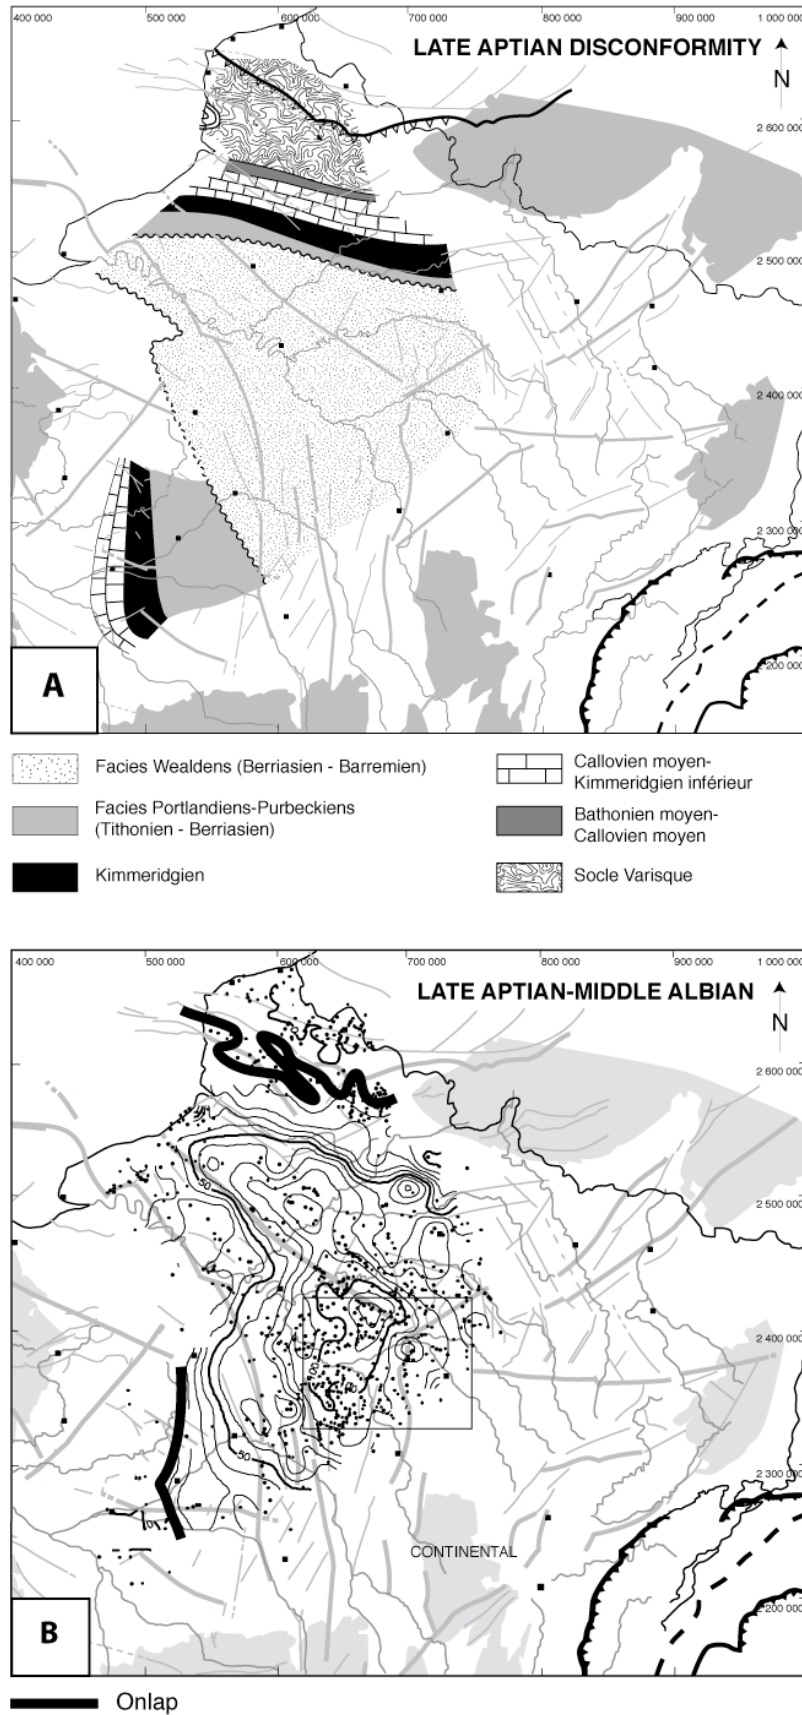 400 000 500 000 600 000 700 000 800 000 900 000 1 000 000
LATE APTIAN DISCONFORMITY
N
2 600 000
2 500 000
2 400 000
2 300 000
2 200 000
A
Facies Wealdens (Berriasien - Barremien)
Facies Portlandiens-Purbeckiens
(Tithonien - Berriasien)
Kimmeridgien
Callovien moyen-
Kimmeridgien inférieur
Bathonien moyen-
Callovien moyen
Socle Varisque
400 000 500 000 600 000 700 000 800 000 900 000 1 000 000
LATE APTIAN-MIDDLE ALBIAN
N
2 600 000
50
2 500 000
2 400 000
100
50
2 300 000
CONTINENTAL
2 200 000
B
Onlap